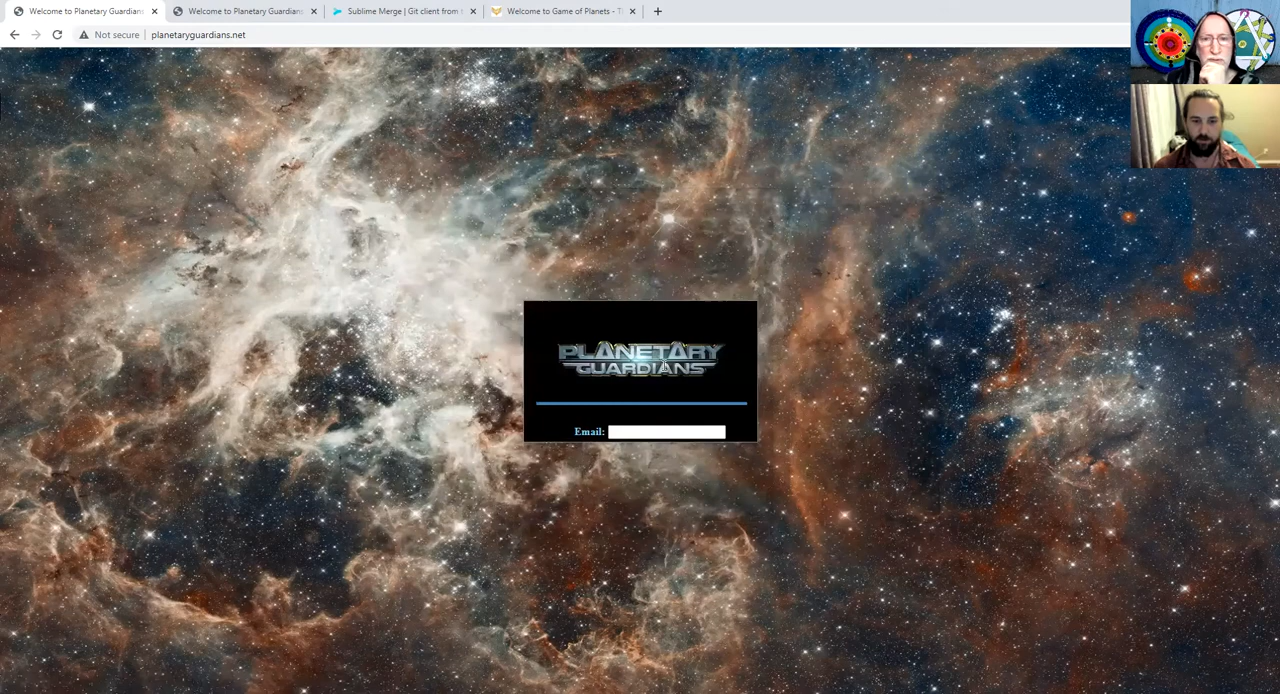 Welcome to Planetary Guardians
Welcome to Planetary Guardians
Sublime Merge | Git client from t
Welcome to Game of Planets - Th
Not secure | planetaryguardians.net
PLANETARY
GUARDIANS
Email: